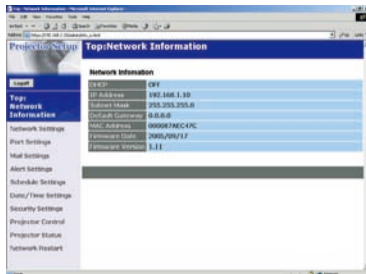 Top:Network Information
Projector Setup
Logoff
Top:
Network
Information
Network Settings
Port Settings
Mail Settings
Alert Settings
Schedule Settings
Date/Time Settings
Security Settings
Projector Control
Projector Status
Network Restart
Network Infomation
DHCP OFF
IP Address 192.168.1.10
Subnet Mask 255.255.255.0
Default Gateway 0.0.0.0
MAC Address
Firmware Date 2005/09/17
Firmware Version 1.11